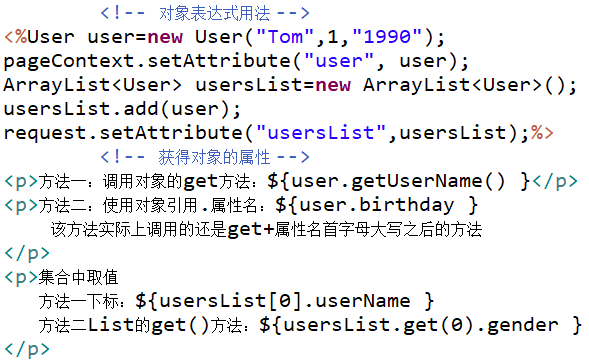 <!-- 对象表达式用法 -->
<%User user=new User("Tom",1,"1990");
pageContext.setAttribute("user", user);
ArrayList<User> usersList=new ArrayList<User>();
usersList.add(user);
request.setAttribute("usersList",usersList);%>
<!-- 获得对象的属性 -->
<p>方法一：调用对象的get方法：${user.getUserName() }</p>
<p>方法二：使用对象引用.属性名：${user.birthday }
该方法实际上调用的还是get+属性名首字母大写之后的方法
</p>
<p>集合中取值
方法一下标：${usersList[0].userName }
方法二List的get()方法：${usersList.get(0).gender }
</p>